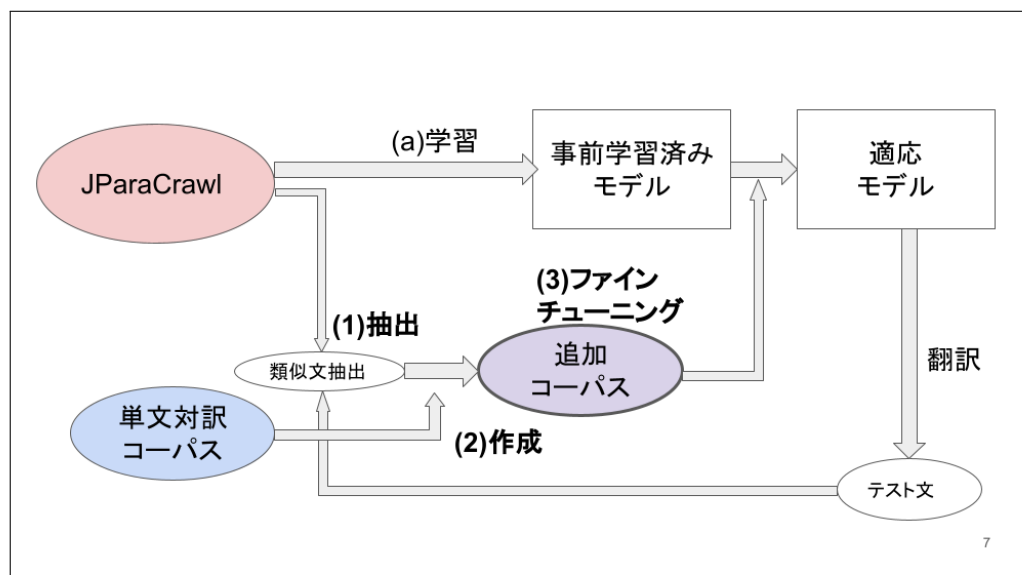 JParaCrawl
(a)学習
事前学習済み
モデル
適応
モデル
(3)ファイン
チューニング
(1)抽出
類似文抽出
追加
コーパス
翻訳
単文対訳
コーパス
(2)作成
テスト文
7